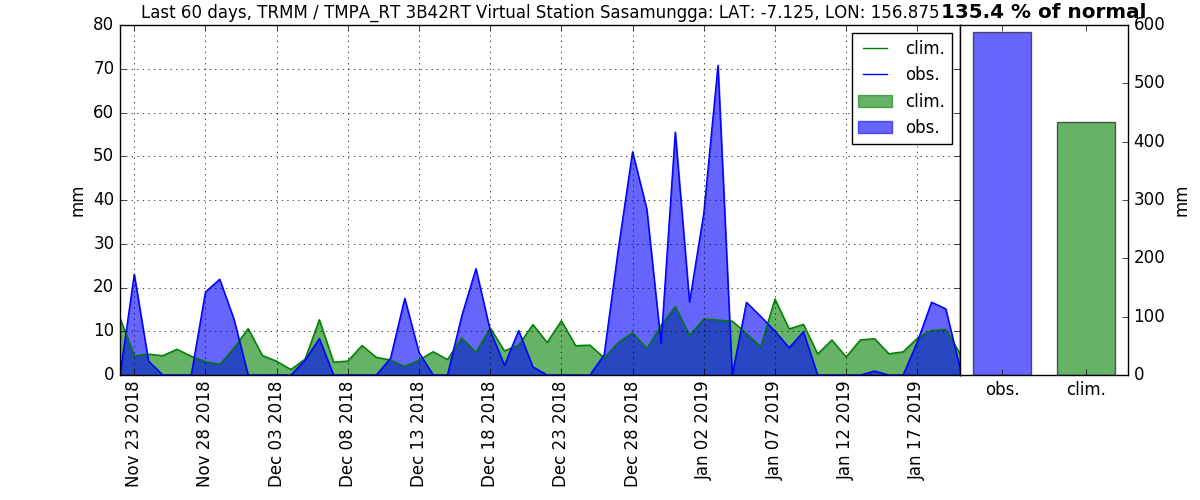 Last 60 days, TRMM / TMPA_RT 3B42RT Virtual Station Sasamungga: LAT: -7.125, LON: 156.875
135.4 % of normal
80
70
60
50
40
30
20
10
0
mm
clim.
obs.
clim.
obs.
600
500
400
300
200
100
0
mm
obs.
clim.
Nov 23 2018
Nov 28 2018
Dec 03 2018
Dec 08 2018
Dec 13 2018
Dec 18 2018
Dec 23 2018
Dec 28 2018
Jan 02 2019
Jan 07 2019
Jan 12 2019
Jan 17 2019